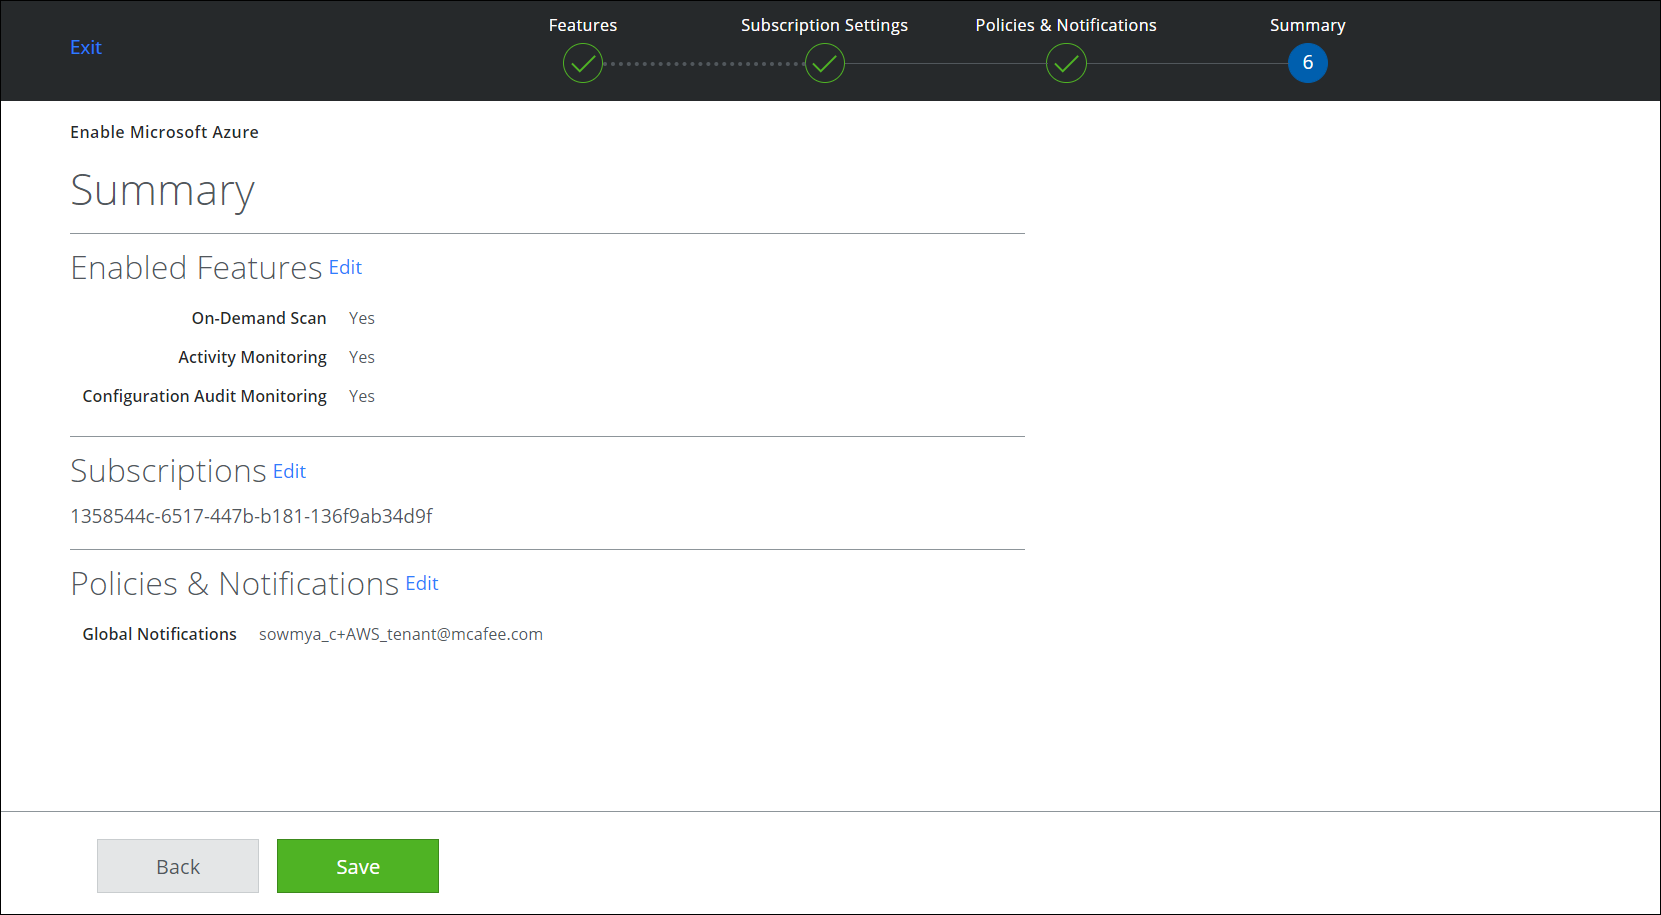 Exit
Features
Subscription Settings
Policies & Notifications
Summary
6
Enable Microsoft Azure
Summary
Enabled Features Edit
On-Demand Scan Yes
Activity Monitoring Yes
Configuration Audit Monitoring Yes
Subscriptions Edit
1358544c-6517-447b-b181-136f9ab34d9f
Policies & Notifications Edit
Global Notifications sowmya_c+AWS_tenant@mcafee.com
Back
Save